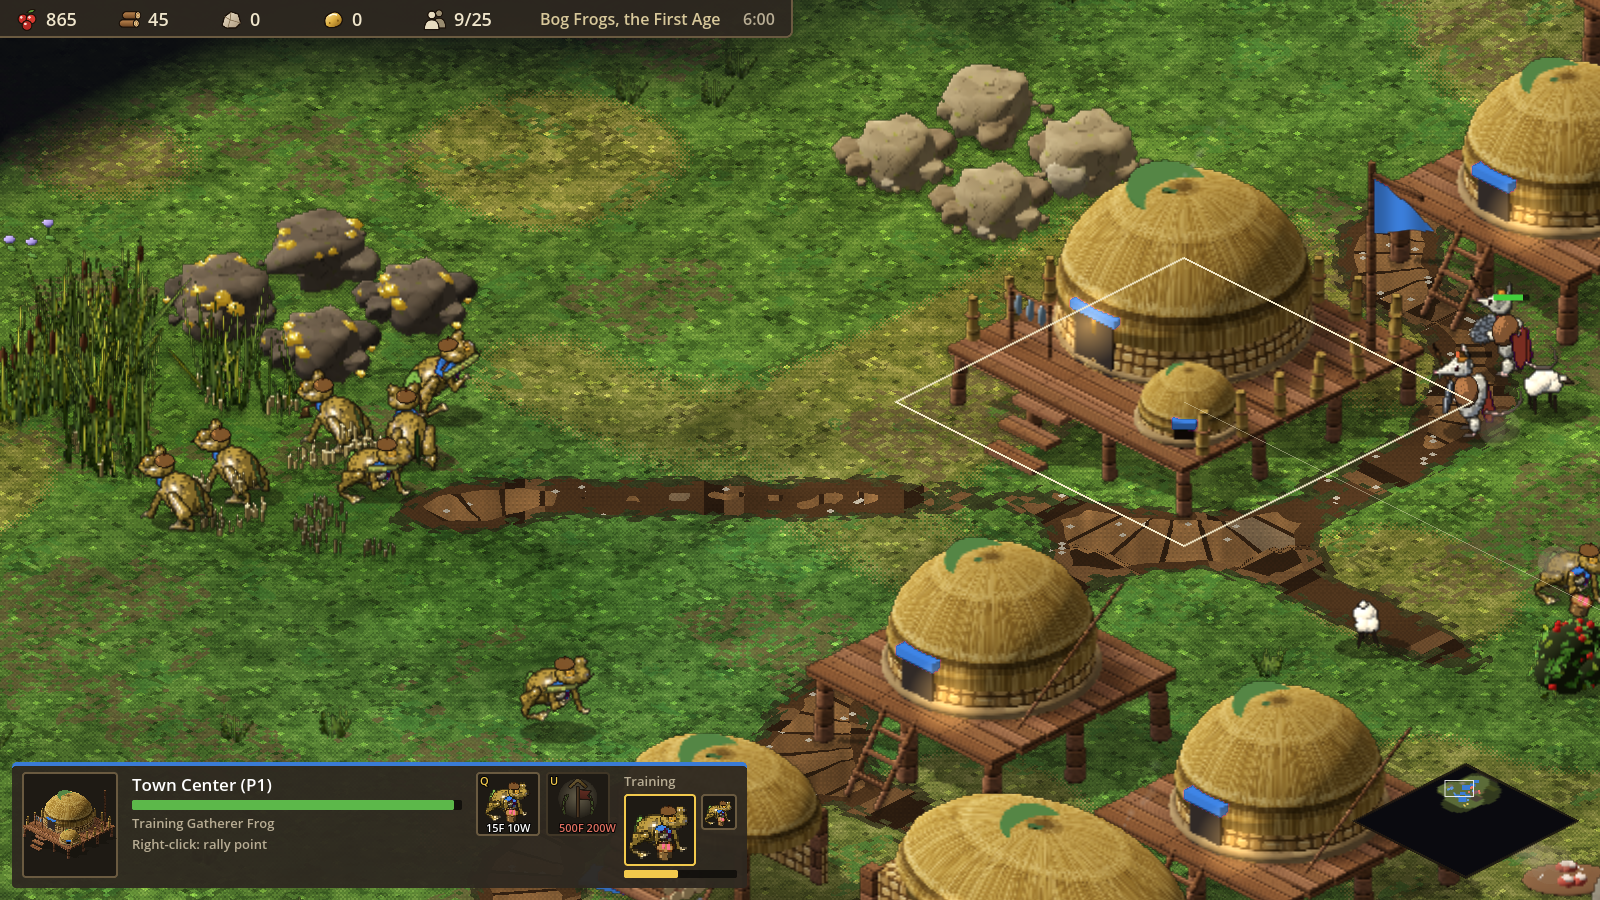 865 45 0 0 9/25 Bog Frogs, the First Age 6:00
Town Center (P1)
Training Gatherer Frog
Right-click: rally point
Q
15F 10W
U
500F 200W
Training